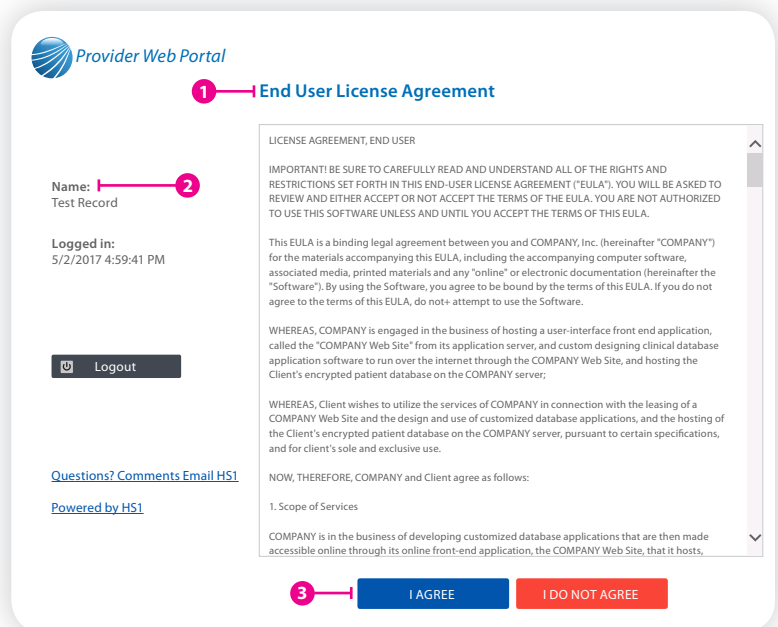 Provider Web Portal
1 End User License Agreement
Name: 2
Test Record
Logged in:
5/2/2017 4:59:41 PM
Logout
Questions? Comments Email HS1
Powered by HS1
LICENSE AGREEMENT, END USER
IMPORTANT! BE SURE TO CAREFULLY READ AND UNDERSTAND ALL OF THE RIGHTS AND
RESTRICTIONS SET FORTH IN THIS END-USER LICENSE AGREEMENT ("EULA"). YOU WILL BE ASKED TO
REVIEW AND EITHER ACCEPT OR NOT ACCEPT THE TERMS OF THE EULA. YOU ARE NOT AUTHORIZED
TO USE THIS SOFTWARE UNLESS AND UNTIL YOU ACCEPT THE TERMS OF THIS EULA.
This EULA is a binding legal agreement between you and COMPANY, Inc. (hereinafter "COMPANY")
for the materials accompanying this EULA, including the accompanying computer software,
associated media, printed materials and any "online" or electronic documentation (hereinafter the
"Software"). By using the Software, you agree to be bound by the terms of this EULA. If you do not
agree to the terms of this EULA, do not+ attempt to use the Software.
WHEREAS, COMPANY is engaged in the business of hosting a user-interface front end application,
called the "COMPANY Web Site" from its application server, and custom designing clinical database
application software to run over the internet through the COMPANY Web Site, and hosting the
Client's encrypted patient database on the COMPANY server;
WHEREAS, Client wishes to utilize the services of COMPANY in connection with the leasing of a
COMPANY Web Site and the design and use of customized database applications, and the hosting of
the Client's encrypted patient database on the COMPANY server, pursuant to certain specifications,
and for client's sole and exclusive use.
NOW, THEREFORE, COMPANY and Client agree as follows:
1. Scope of Services
COMPANY is in the business of developing customized database applications that are then made
accessible online through its online front-end application, the COMPANY Web Site, that it hosts,
3 I AGREE I DO NOT AGREE